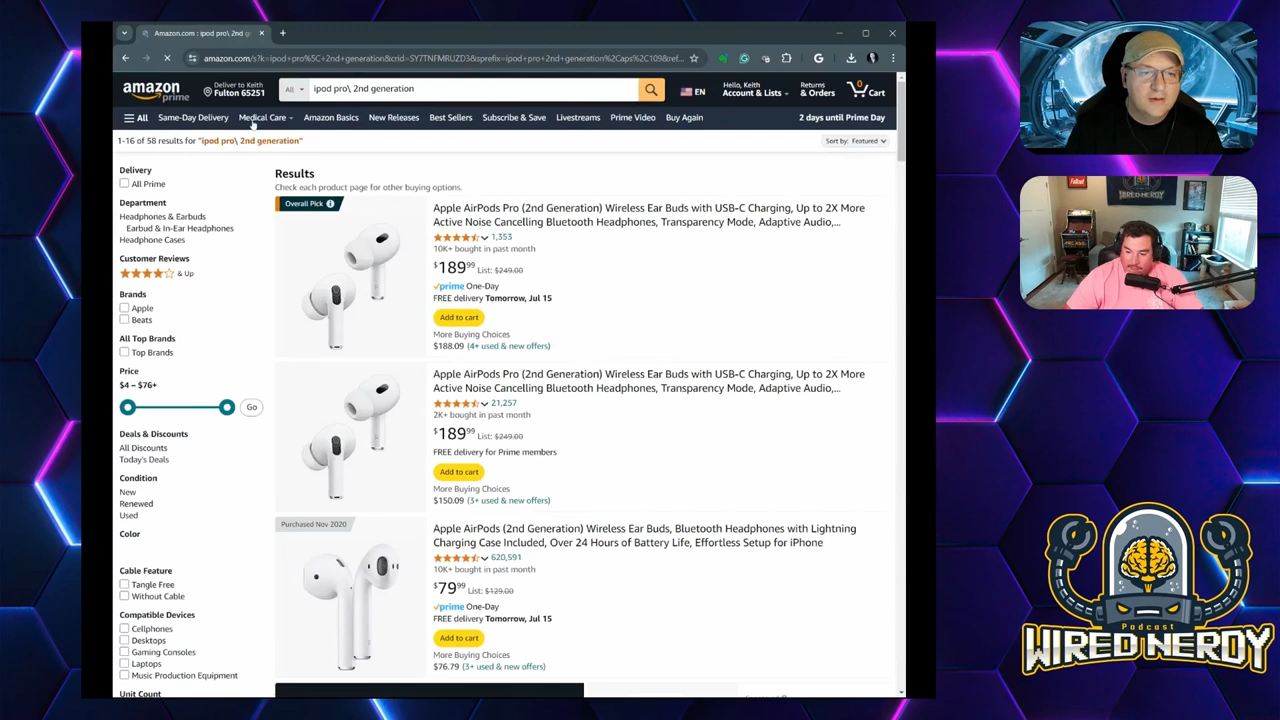 Amazon.com : ipod pro\ 2nd g
amazon.com/s?k=ipod+pro%5C+2nd+generation&crid=SY7TNFMRUZD3&sprefix=ipod+pro+2nd+generation%2Caps%2C109&ref...
amazon
prime
Deliver to Keith
Fulton 65251
All
ipod pro\ 2nd generation
EN
Hello, Keith
Account & Lists
Returns
& Orders
0
Cart
All
Same-Day Delivery
Medical Care
Amazon Basics
New Releases
Best Sellers
Subscribe & Save
Livestreams
Prime Video
Buy Again
2 days until Prime Day
1-16 of 58 results for "ipod pro\ 2nd generation"
Sort by: Featured
Delivery
All Prime
Department
Headphones & Earbuds
Earbud & In-Ear Headphones
Headphone Cases
Customer Reviews
& Up
Brands
Apple
Beats
All Top Brands
Top Brands
Price
$4 – $76+
Go
Deals & Discounts
All Discounts
Today's Deals
Condition
New
Renewed
Used
Color
Cable Feature
Tangle Free
Without Cable
Compatible Devices
Cellphones
Desktops
Gaming Consoles
Laptops
Music Production Equipment
Unit Count
Results
Check each product page for other buying options.
Overall Pick
Apple AirPods Pro (2nd Generation) Wireless Ear Buds with USB-C Charging, Up to 2X More
Active Noise Cancelling Bluetooth Headphones, Transparency Mode, Adaptive Audio,...
1,353
10K+ bought in past month
$189 99 List: $249.00
prime One-Day
FREE delivery Tomorrow, Jul 15
Add to cart
More Buying Choices
$188.09 (4+ used & new offers)
Apple AirPods Pro (2nd Generation) Wireless Ear Buds with USB-C Charging, Up to 2X More
Active Noise Cancelling Bluetooth Headphones, Transparency Mode, Adaptive Audio,...
21,257
2K+ bought in past month
$189 99 List: $249.00
FREE delivery for Prime members
Add to cart
More Buying Choices
$150.09 (3+ used & new offers)
Purchased Nov 2020
Apple AirPods (2nd Generation) Wireless Ear Buds, Bluetooth Headphones with Lightning
Charging Case Included, Over 24 Hours of Battery Life, Effortless Setup for iPhone
620,591
10K+ bought in past month
$79 99 List: $129.00
prime One-Day
FREE delivery Tomorrow, Jul 15
Add to cart
More Buying Choices
$76.79 (3+ used & new offers)
Fallout
WIRED NERDY
Podcast
WIRED NERDY